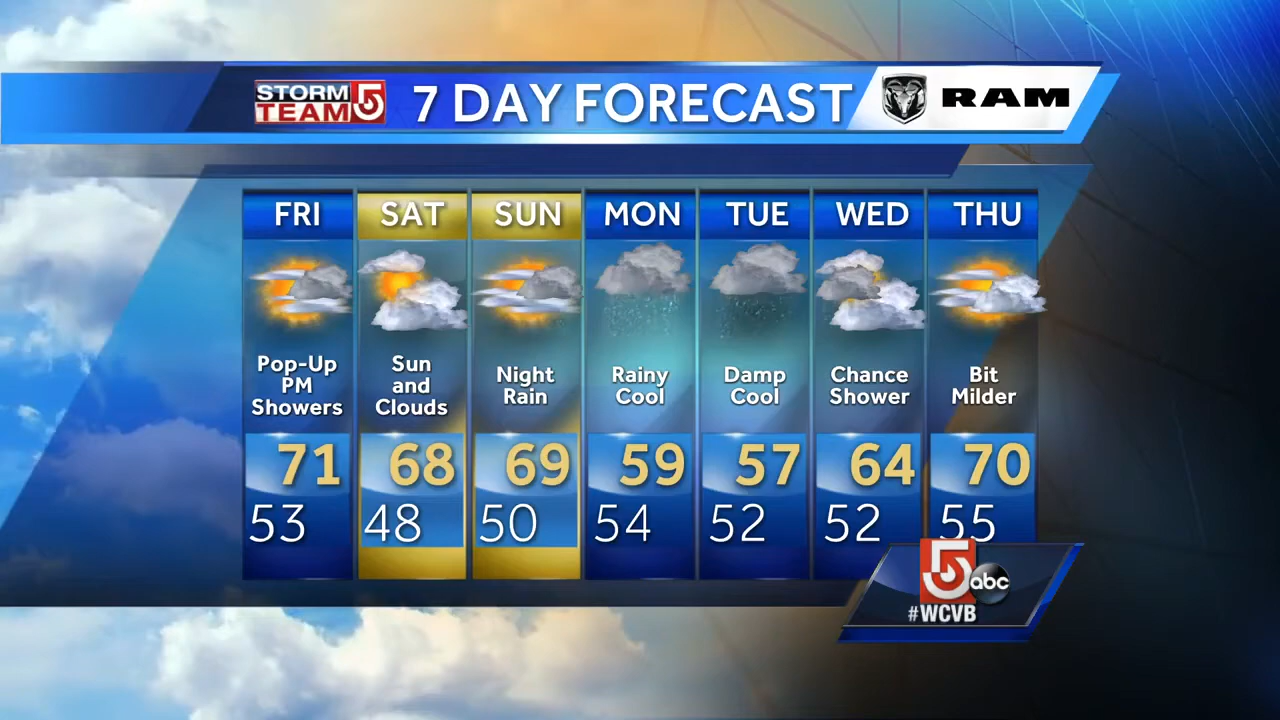 STORM TEAM 5 7 DAY FORECAST RAM
FRI SAT SUN MON TUE WED THU
Pop-Up PM Showers
Sun and Clouds
Night Rain
Rainy Cool
Damp Cool
Chance Shower
Bit Milder
71 68 69 59 57 64 70
53 48 50 54 52 52 55
5 abc
#WCVB